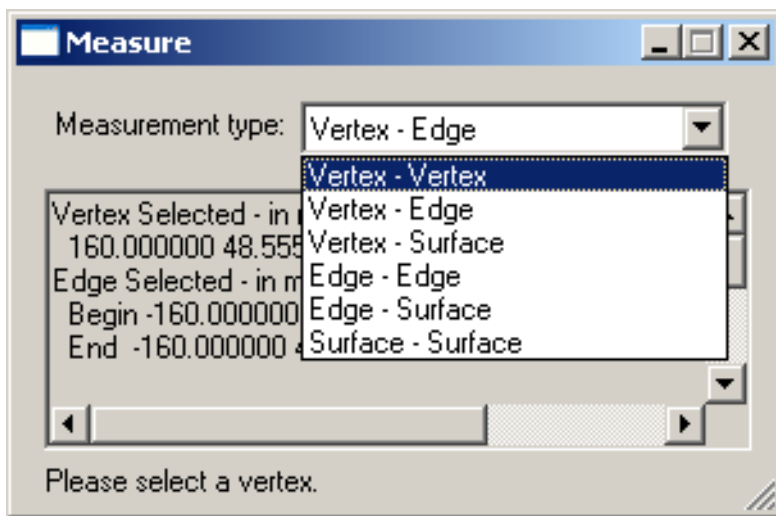 Measure
Measurement type:
Vertex - Edge
Vertex - Vertex
Vertex - Edge
Vertex - Surface
Edge - Edge
Edge - Surface
Surface - Surface
Vertex Selected - in
160.000000 48.555
Edge Selected - in
Begin -160.000000
End -160.000000
Please select a vertex.